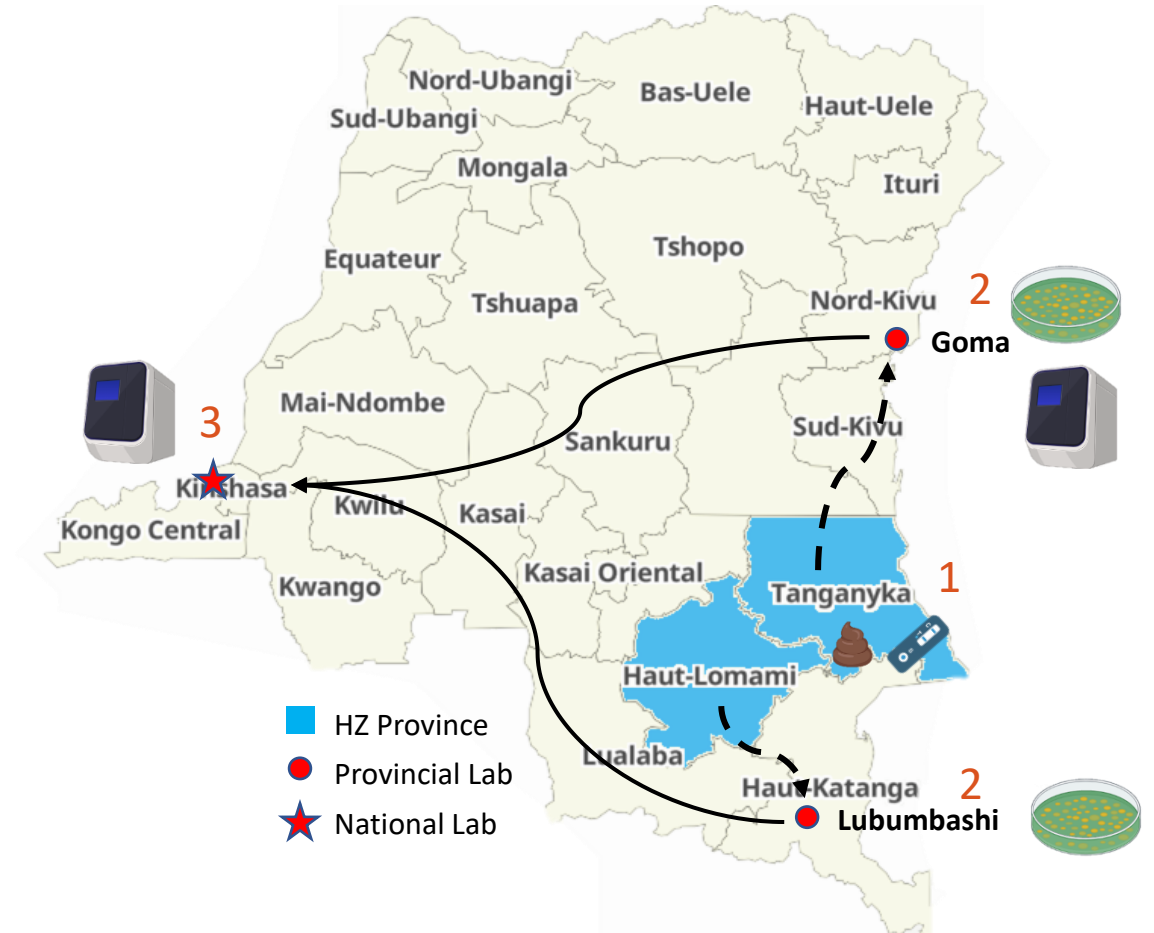 Nord-Ubangi
Bas-Uele
Haut-Uele
Sud-Ubangi
Mongala
Ituri
Tshopo
Equateur
Tshuapa
Nord-Kivu
2
Goma
Mai-Ndombe
3
Sankuru
Sud-Kivu
Kinshasa
Kwilu
Kasai
Kongo Central
Kasai Oriental
Kwango
Tanganyka
1
Haut-Lomami
HZ Province
Lualaba
Provincial Lab
Haut-Katanga
2
National Lab
Lubumbashi